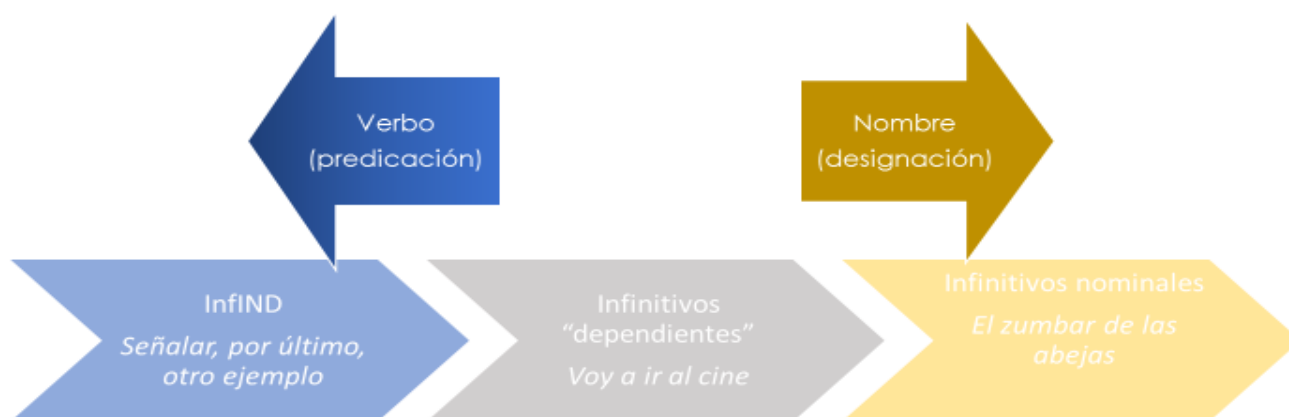 Verbo
(predicación)
Nombre
(designación)
InfIND
Señalar, por último,
otro ejemplo
Infinitivos
“dependientes”
Voy a ir al cine
Infinitivos nominales
El zumbar de las
abejas